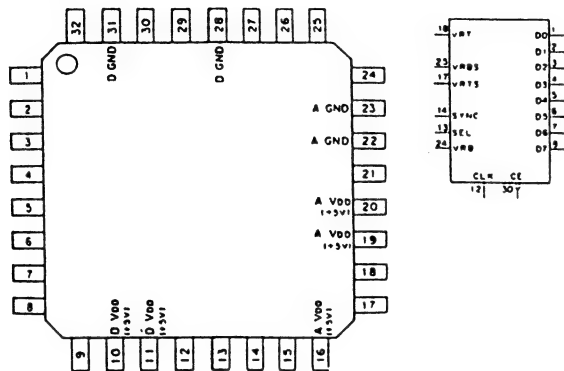 32 31 30 29 28 27 26 25
D GND
D GND
1
2
3
4
5
6
7
8
24
A GND 23
A GND 22
21
A VDD (+5V) 20
A VDD (+5V) 19
18
17
D VDD (+5V)
D VDD (+5V)
A VDD (+5V)
9 10 11 12 13 14 15 16
18 VRT D0 1
D1 2
25 VRBS D2 3
17 VRTS D3 4
D4 5
14 SYNC D5 6
13 SEL D6 7
24 VRB D7 8
CLK CE
12 30